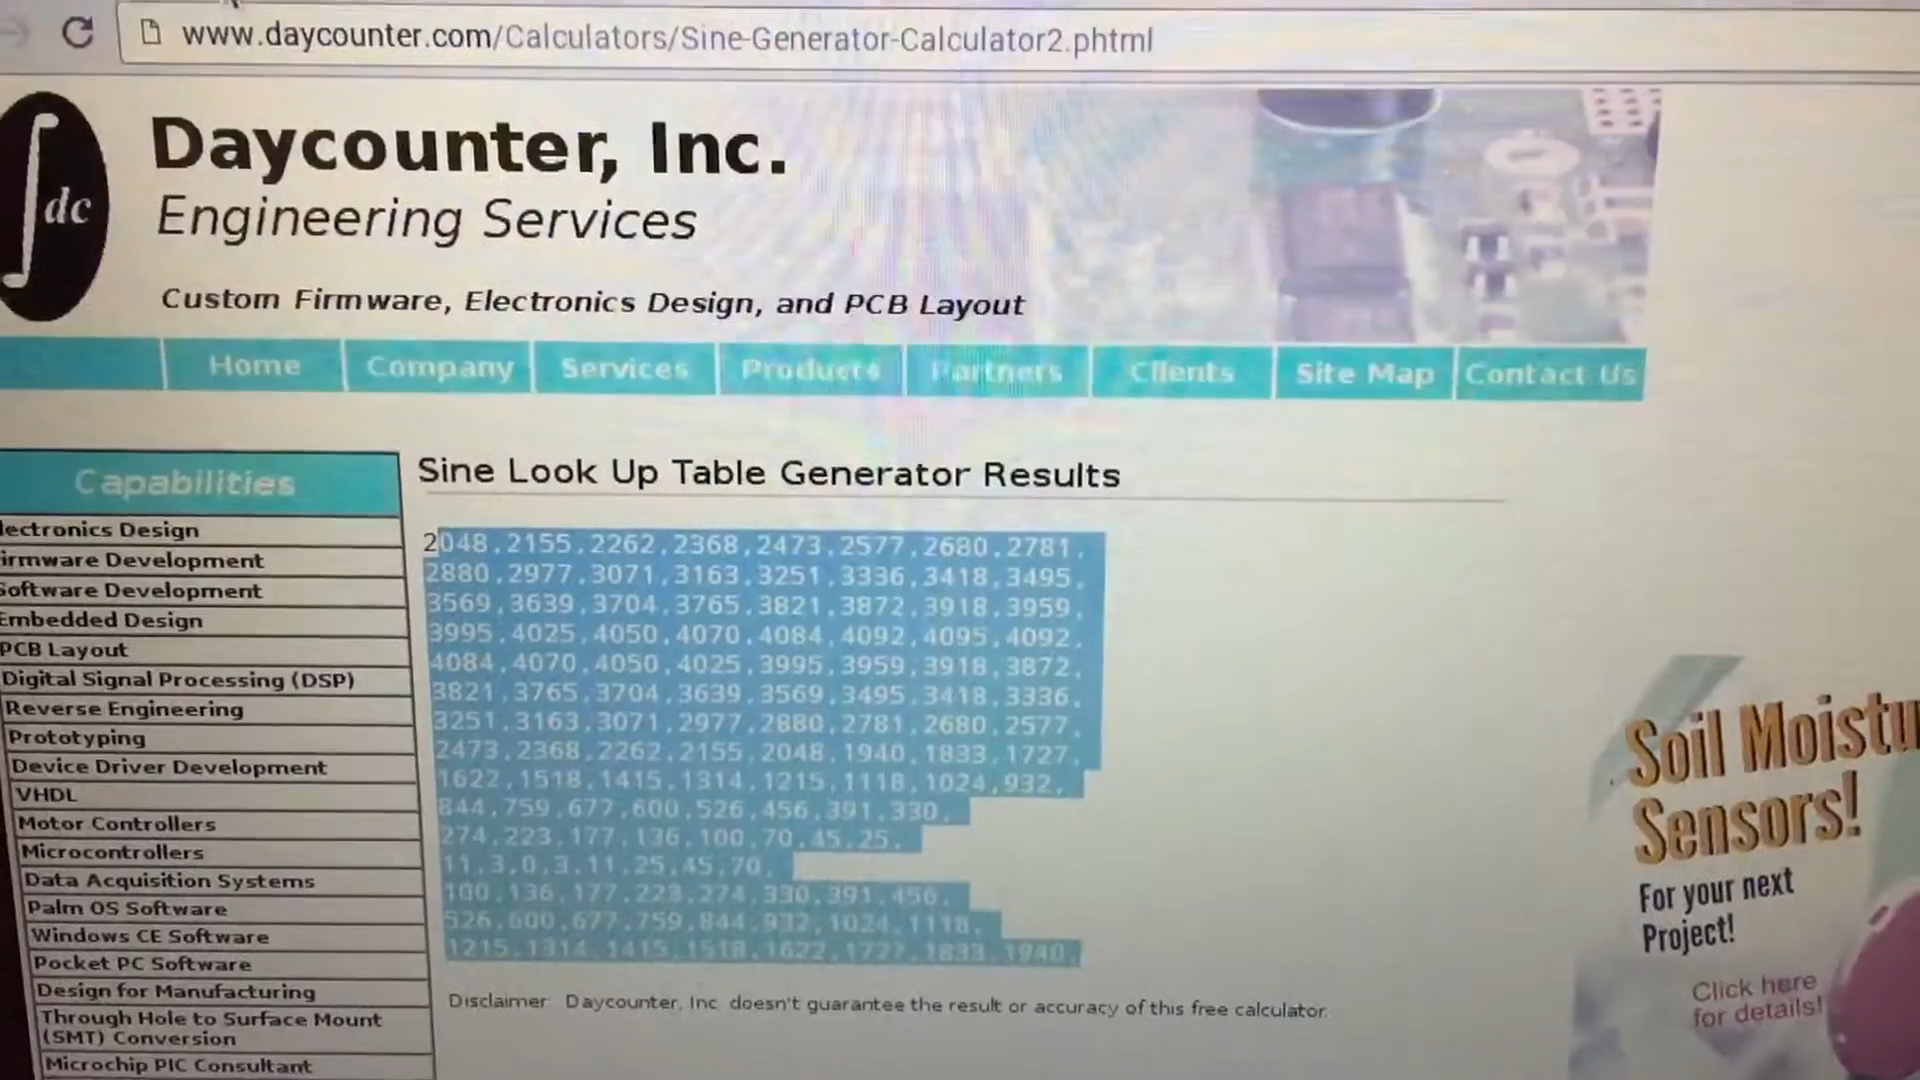 www.daycounter.com/Calculators/Sine-Generator-Calculator2.phtml
dc
Daycounter, Inc.
Engineering Services
Custom Firmware, Electronics Design, and PCB Layout
Home Company Services Products Partners Clients Site Map Contact Us
Capabilities
lectronics Design
irmware Development
Software Development
Embedded Design
PCB Layout
Digital Signal Processing (DSP)
Reverse Engineering
Prototyping
Device Driver Development
VHDL
Motor Controllers
Microcontrollers
Data Acquisition Systems
Palm OS Software
Windows CE Software
Pocket PC Software
Design for Manufacturing
Through Hole to Surface Mount
(SMT) Conversion
Microchip PIC Consultant
Sine Look Up Table Generator Results
2048,2155,2262,2368,2473,2577,2680,2781,
2880,2977,3071,3163,3251,3336,3418,3495,
3569,3639,3704,3765,3821,3872,3918,3959,
3995,4025,4050,4070,4084,4092,4095,4092,
4084,4070,4050,4025,3995,3959,3918,3872,
3821,3765,3704,3639,3569,3495,3418,3336,
3251,3163,3071,2977,2880,2781,2680,2577,
2473,2368,2262,2155,2048,1940,1833,1727,
1622,1518,1415,1314,1215,1118,1024,932,
844,759,677,600,526,456,391,330,
274,223,177,136,100,70,45,25,
11,3,0,3,11,25,45,70,
100,136,177,223,274,330,391,456,
526,600,677,759,844,932,1024,1118,
1215,1314,1415,1518,1622,1727,1833,1940,
Disclaimer: Daycounter, Inc. doesn't guarantee the result or accuracy of this free calculator.
Soil Moistu
Sensors!
For your next
Project!
Click here
for details!